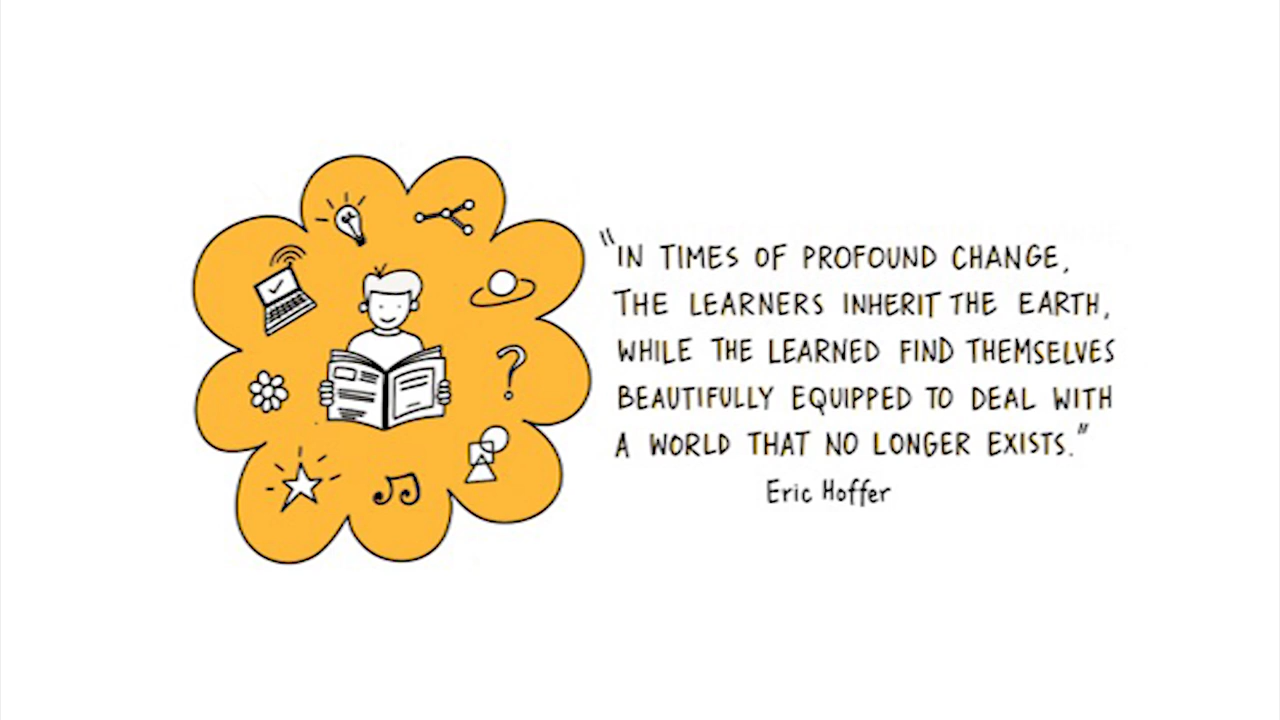 "IN TIMES OF PROFOUND CHANGE,
THE LEARNERS INHERIT THE EARTH,
WHILE THE LEARNED FIND THEMSELVES
BEAUTIFULLY EQUIPPED TO DEAL WITH
A WORLD THAT NO LONGER EXISTS."
Eric Hoffer
?